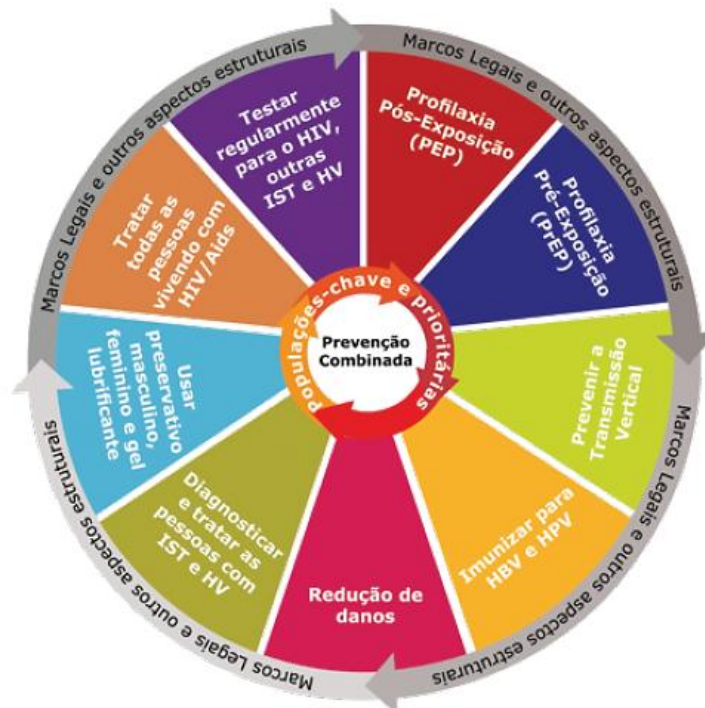 Marcos Legais e outros aspectos estruturais
Marcos Legais e outros aspectos estruturais
Testar
regularmente
para o HIV,
outras
IST e HV
Profilaxia
Pós-Exposição
(PEP)
Profilaxia
Pré-Exposição
(PrEP)
Prevenir a
Transmissão
Vertical
Imunizar para
HBV e HPV
Redução de
danos
Diagnosticar
e tratar as
pessoas com
IST e HV
Usar
preservativo
masculino,
feminino e gel
lubrificante
Tratar
todas as
pessoas
vivendo com
HIV//Aids
Populações-chave e prioritárias
Prevenção
Combinada
Marcos Legais e outros aspectos estruturais
Marcos Legais e outros aspectos estruturais